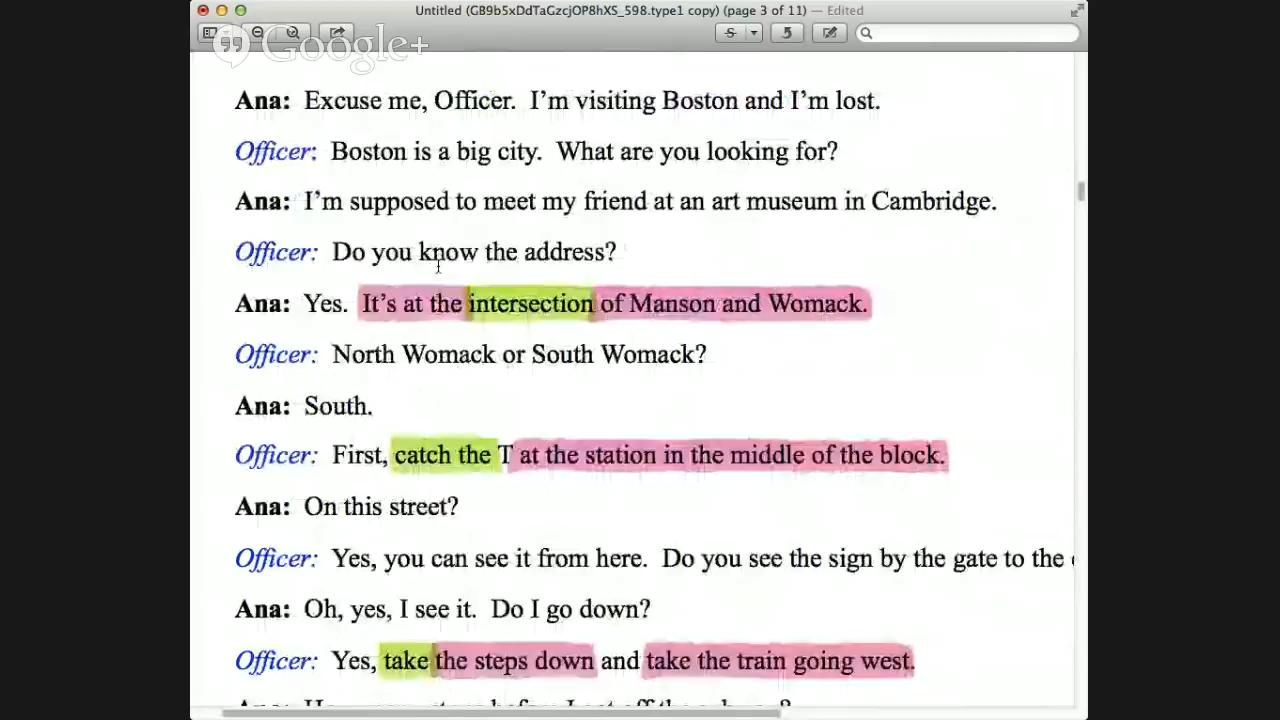 Untitled (GB9b5xDdTaGzcjOP8hXS_598.type1 copy) (page 3 of 11) — Edited
Google+
Ana: Excuse me, Officer. I'm visiting Boston and I'm lost.
Officer: Boston is a big city. What are you looking for?
Ana: I'm supposed to meet my friend at an art museum in Cambridge.
Officer: Do you know the address?
Ana: Yes. It's at the intersection of Manson and Womack.
Officer: North Womack or South Womack?
Ana: South.
Officer: First, catch the T at the station in the middle of the block.
Ana: On this street?
Officer: Yes, you can see it from here. Do you see the sign by the gate to the
Ana: Oh, yes, I see it. Do I go down?
Officer: Yes, take the steps down and take the train going west.